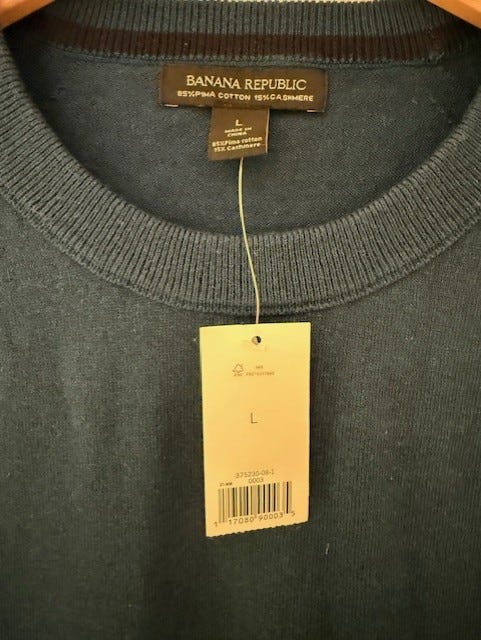 BANANA REPUBLIC
85%PIMA COTTON 15%CASHMERE
L
MADE IN
CHINA
85%Pima cotton
15% Cashmere
L
375230-08-1
0003
1 17080 90003 5